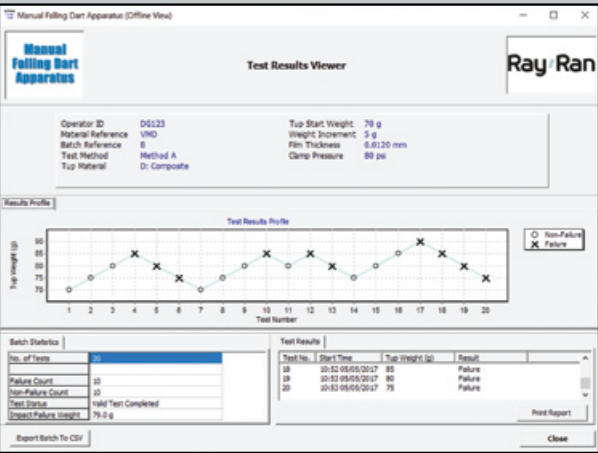 Manual Falling Dart Apparatus (Offline View)
Manual
Falling Dart
Apparatus
Test Results Viewer
Ray Ran
Operator ID DG123
Material Reference VMD
Batch Reference 8
Test Method Method A
Tup Material D: Composite
Tup Start Weight 70 g
Weight Increment 5 g
Film Thickness 0.0120 mm
Clamp Pressure 80 psi
Results Profile
Test Results Profile
Tup Weight (g)
90
85
80
75
70
1 2 3 4 5 6 7 8 9 10 11 12 13 14 15 16 17 18 19 20
Test Number
Non-Failure
Failure
Batch Statistics
No. of Tests 20
Failure Count 10
Non-Failure Count 10
Test Status Valid Test Completed
Impact Failure Weight 79.0 g
Test Results
Test No. Start Time Tup Weight (g) Result
18 10:52 05/05/2017 85 Failure
19 10:53 05/05/2017 80 Failure
20 10:53 05/05/2017 75 Failure
Print Report
Export Batch To CSV
Close